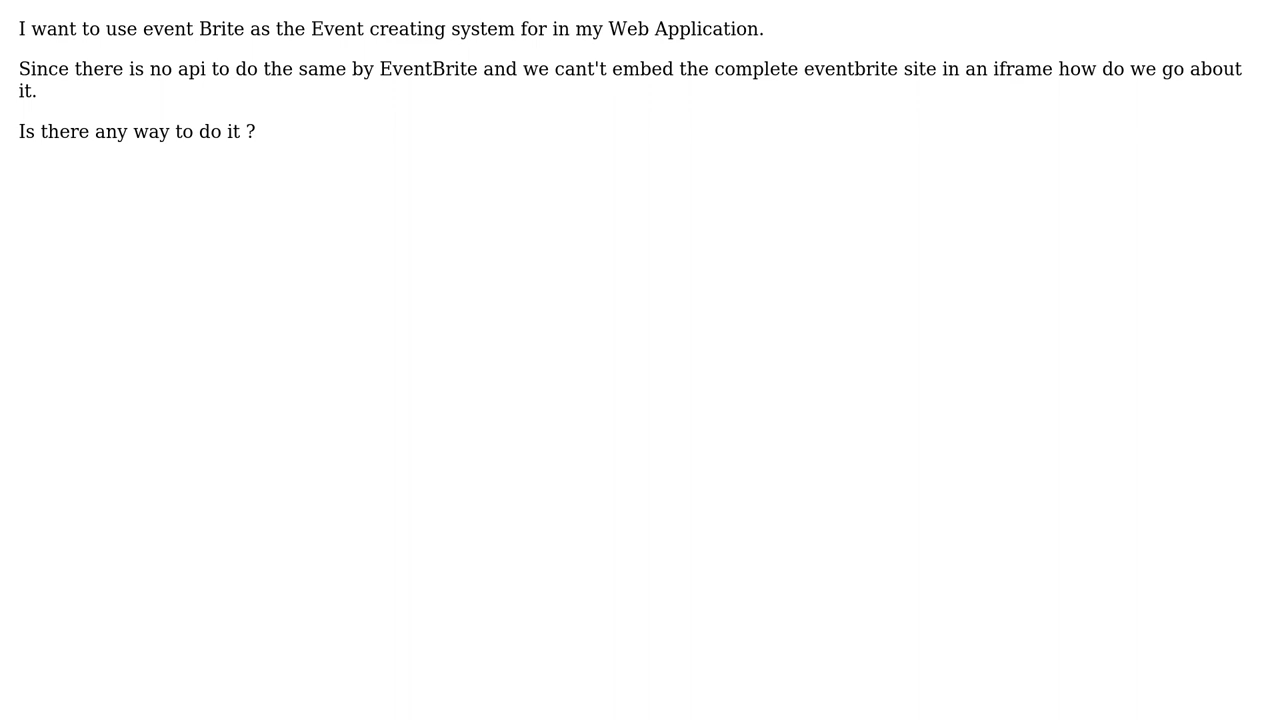 I want to use event Brite as the Event creating system for in my Web Application.
Since there is no api to do the same by EventBrite and we cant't embed the complete eventbrite site in an iframe how do we go about
it.
Is there any way to do it ?